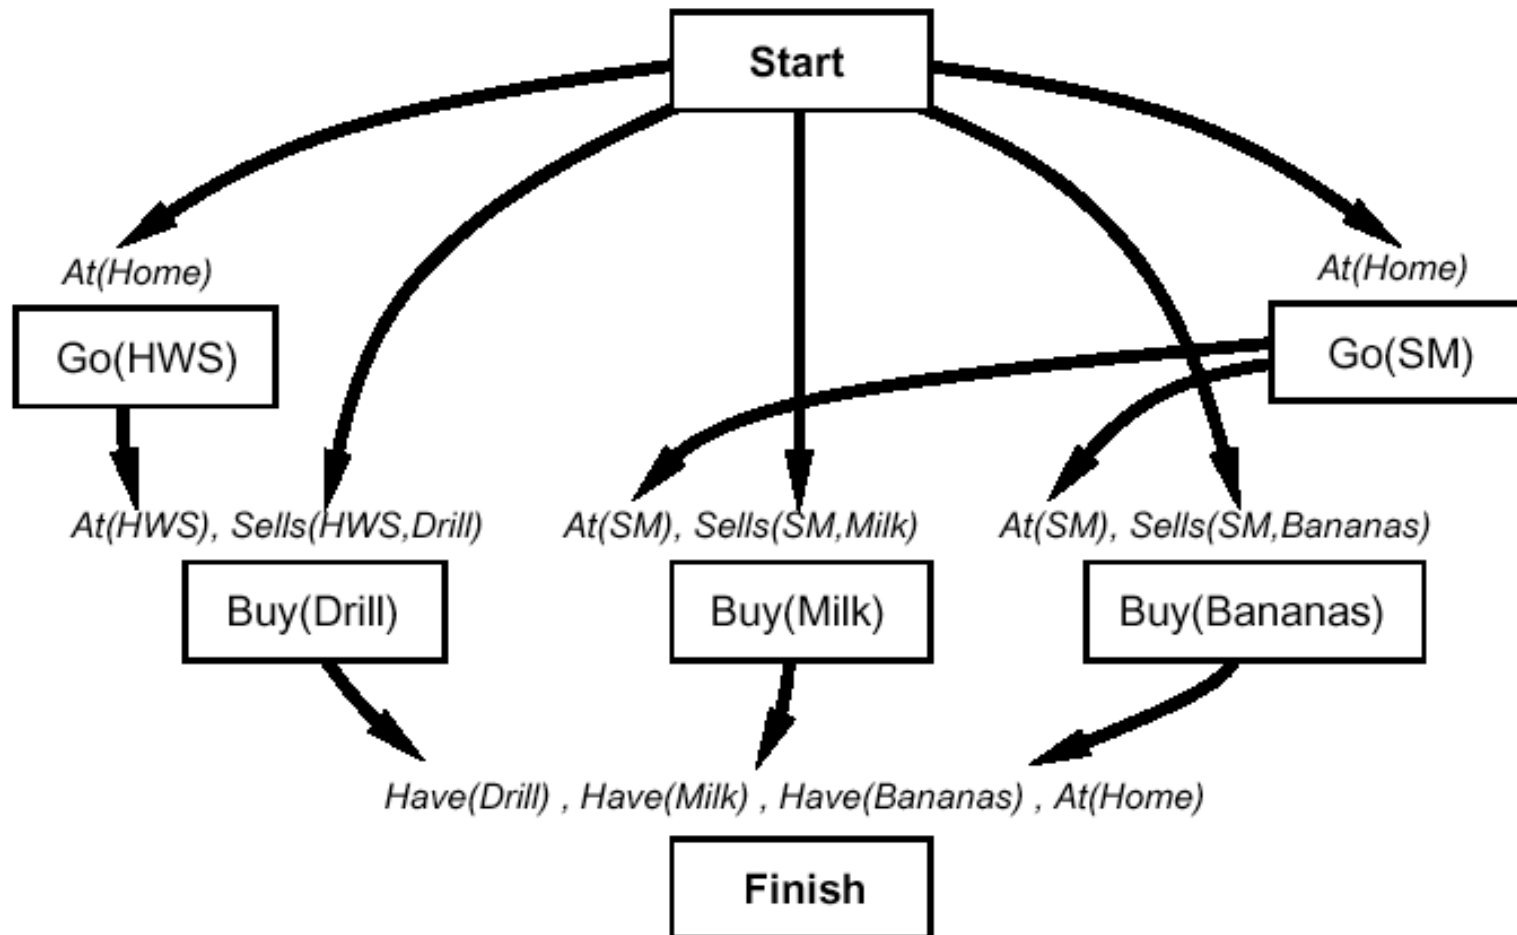 Start
At(Home)
At(Home)
Go(HWS)
Go(SM)
At(HWS), Sells(HWS,Drill)
At(SM), Sells(SM,Milk)
At(SM), Sells(SM,Bananas)
Buy(Drill)
Buy(Milk)
Buy(Bananas)
Have(Drill) , Have(Milk) , Have(Bananas) , At(Home)
Finish